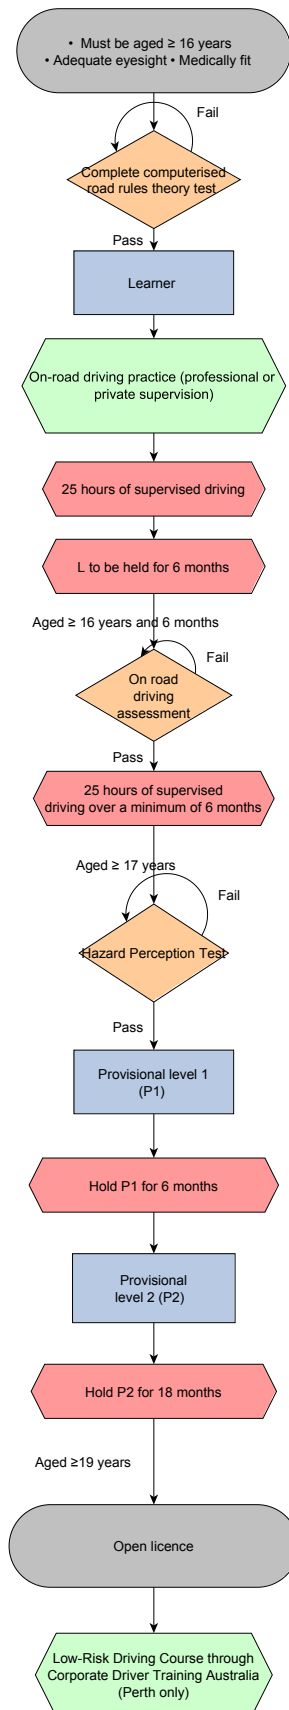 • Must be aged ≥ 16 years
• Adequate eyesight • Medically fit
Fail
Complete computerised
road rules theory test
Pass
Learner
On-road driving practice (professional or
private supervision)
25 hours of supervised driving
L to be held for 6 months
Aged ≥ 16 years and 6 months
Fail
On road
driving
assessment
Pass
25 hours of supervised
driving over a minimum of 6 months
Aged ≥ 17 years
Fail
Hazard Perception Test
Pass
Provisional level 1
(P1)
Hold P1 for 6 months
Provisional
level 2 (P2)
Hold P2 for 18 months
Aged ≥19 years
Open licence
Low-Risk Driving Course through
Corporate Driver Training Australia
(Perth only)